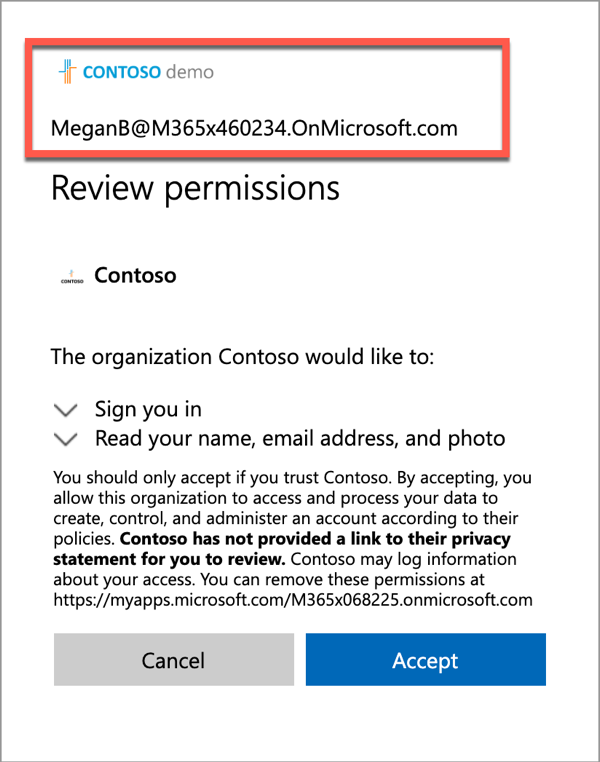 CONTOSO demo
MeganB@M365x460234.OnMicrosoft.com
Review permissions
CONTOSO
Contoso
The organization Contoso would like to:
Sign you in
Read your name, email address, and photo
You should only accept if you trust Contoso. By accepting, you
allow this organization to access and process your data to
create, control, and administer an account according to their
policies. Contoso has not provided a link to their privacy
statement for you to review. Contoso may log information
about your access. You can remove these permissions at
https://myapps.microsoft.com/M365x068225.onmicrosoft.com
Cancel
Accept